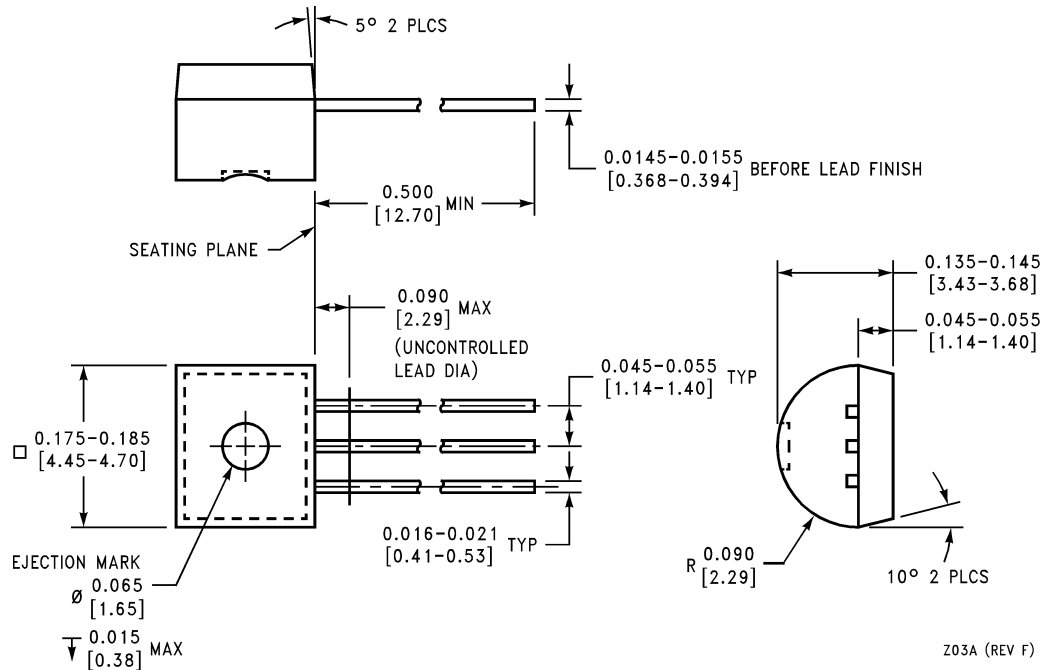 5° 2 PLCS
0.0145-0.0155
[0.368-0.394] BEFORE LEAD FINISH
0.500
[12.70] MIN
SEATING PLANE
0.090
[2.29] MAX
(UNCONTROLLED
LEAD DIA)
0.135-0.145
[3.43-3.68]
0.045-0.055
[1.14-1.40]
0.045-0.055
[1.14-1.40] TYP
□ 0.175-0.185
[4.45-4.70]
0.016-0.021
[0.41-0.53] TYP
EJECTION MARK
Ø 0.065
[1.65]
0.015
[0.38] MAX
R 0.090
[2.29]
10° 2 PLCS
Z03A (REV F)